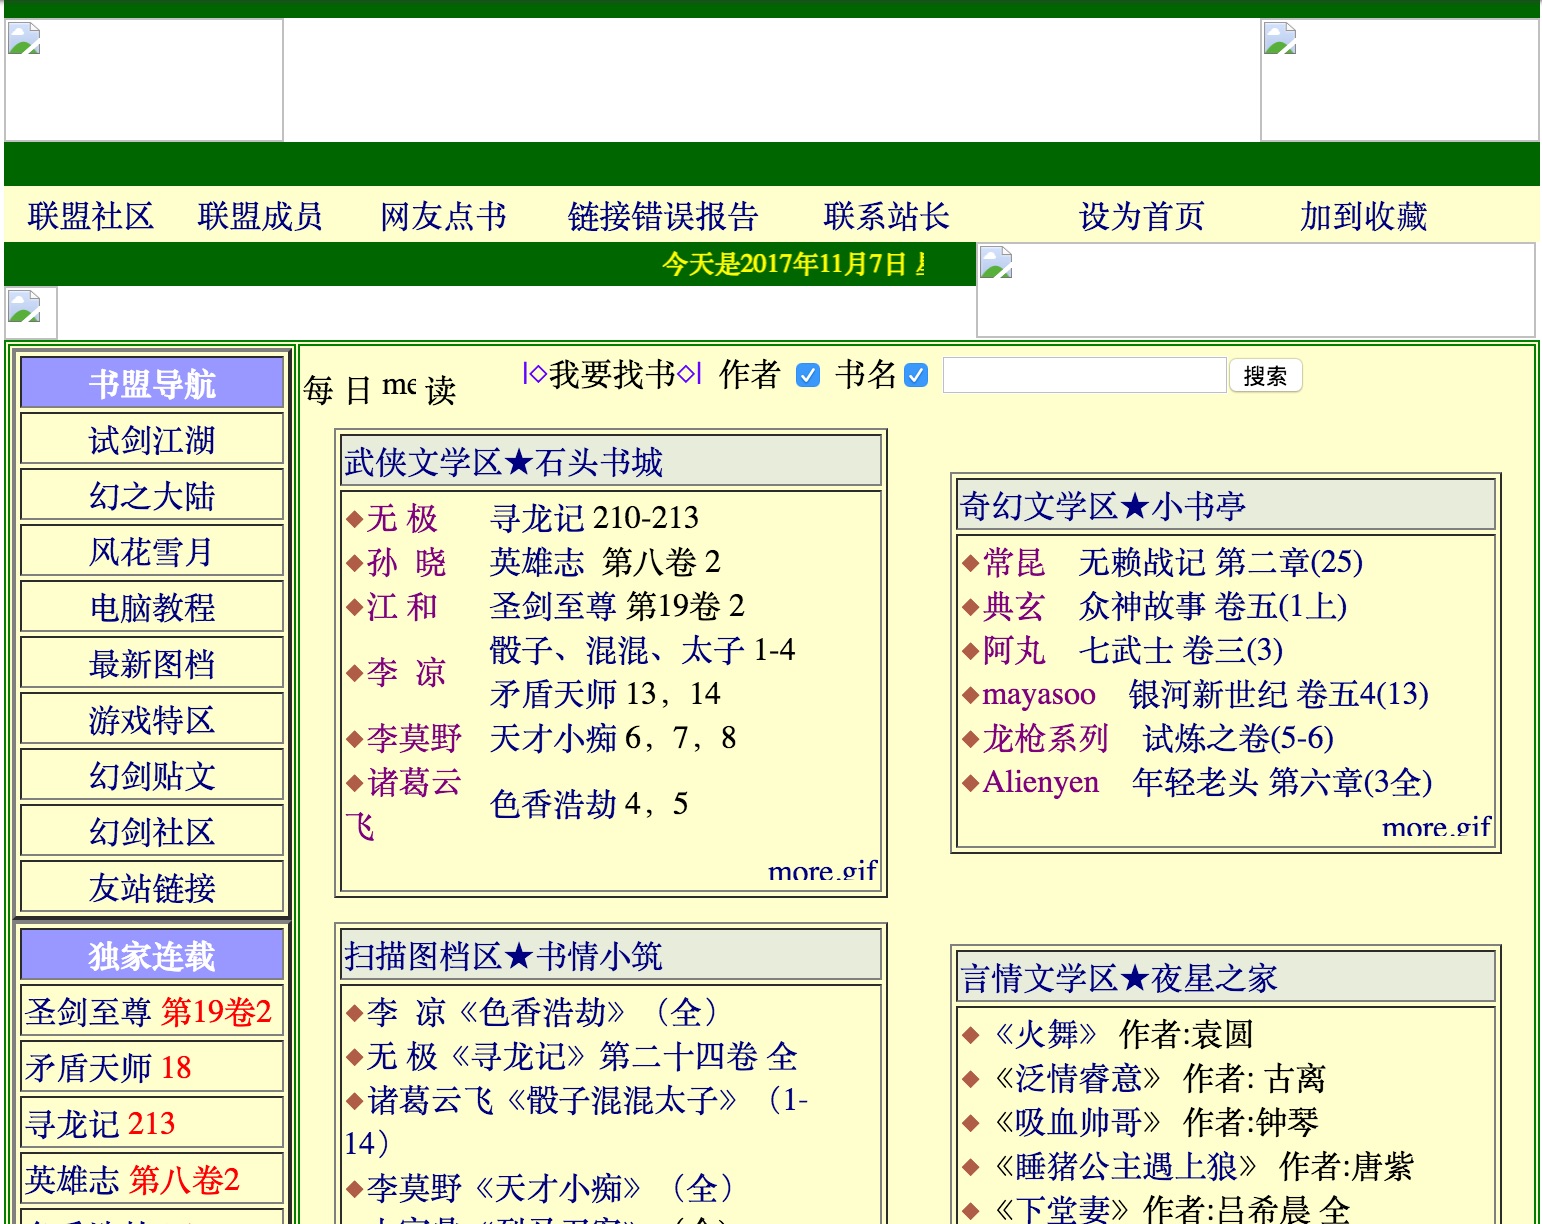 联盟社区 联盟成员 网友点书 链接错误报告 联系站长 设为首页 加到收藏
今天是2017年11月7日
书盟导航
试剑江湖
幻之大陆
风花雪月
电脑教程
最新图档
游戏特区
幻剑贴文
幻剑社区
友站链接
独家连载
圣剑至尊 第19卷2
矛盾天师 18
寻龙记 213
英雄志 第八卷2
每 日 me 读 |◇我要找书◇| 作者 书名 搜索
武侠文学区★石头书城
◆无 极 寻龙记 210-213
◆孙 晓 英雄志 第八卷 2
◆江 和 圣剑至尊 第19卷 2
◆李 凉 骰子、混混、太子 1-4
矛盾天师 13，14
◆李莫野 天才小痴 6，7，8
◆诸葛云飞 色香浩劫 4，5
more.gif
奇幻文学区★小书亭
◆常昆 无赖战记 第二章(25)
◆典玄 众神故事 卷五(1上)
◆阿丸 七武士 卷三(3)
◆mayasoo 银河新世纪 卷五4(13)
◆龙枪系列 试炼之卷(5-6)
◆Alienyen 年轻老头 第六章(3全)
more.gif
扫描图档区★书情小筑
◆李 凉《色香浩劫》（全）
◆无 极《寻龙记》第二十四卷 全
◆诸葛云飞《骰子混混太子》（1-
14）
◆李莫野《天才小痴》（全）
言情文学区★夜星之家
◆《火舞》 作者:袁圆
◆《泛情睿意》 作者: 古离
◆《吸血帅哥》 作者:钟琴
◆《睡猪公主遇上狼》 作者:唐紫
◆《下堂妻》作者:吕希晨 全